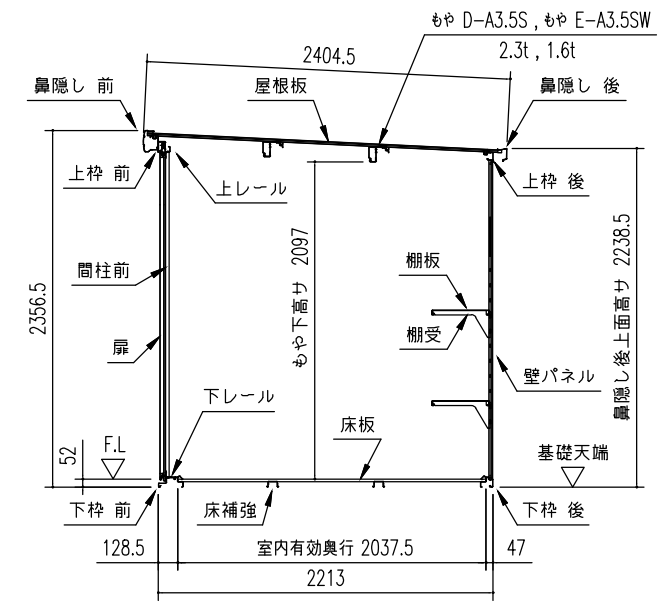 もや D-A3.5S , もや E-A3.5SW
2.3t , 1.6t
2404.5
鼻隠し 前
屋根板
鼻隠し 後
上枠 前
上レール
上枠 後
間柱前
扉
2356.5
もや下高サ 2097
棚板
棚受
壁パネル
鼻隠し後上面高サ 2238.5
下レール
床板
F.L
52
基礎天端
下枠 前
床補強
下枠 後
128.5
室内有効奥行 2037.5
47
2213